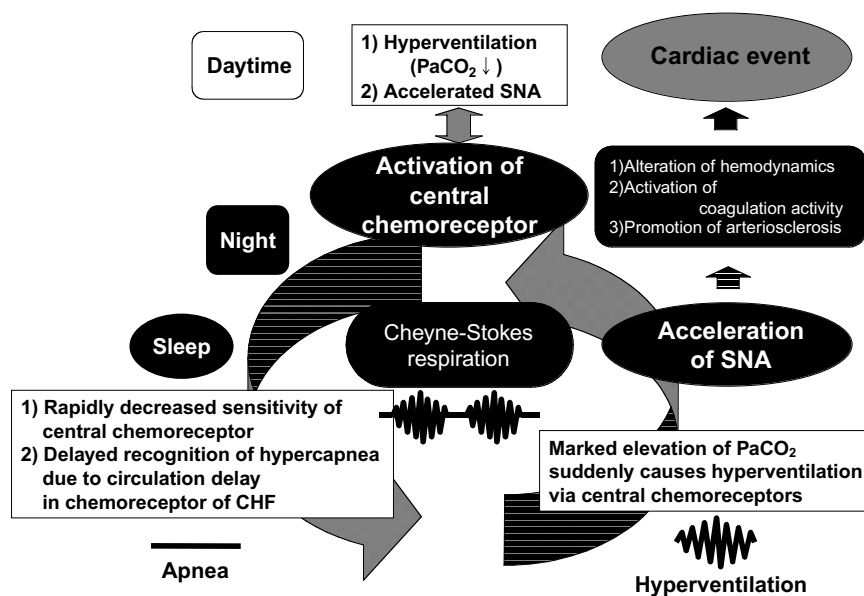 Daytime
1) Hyperventilation
(PaCO₂ ↓)
2) Accelerated SNA
Cardiac event
Activation of
central
chemoreceptor
1)Alteration of hemodynamics
2)Activation of
coagulation activity
3)Promotion of arteriosclerosis
Night
Sleep
Cheyne-Stokes
respiration
Acceleration
of SNA
1) Rapidly decreased sensitivity of
central chemoreceptor
2) Delayed recognition of hypercapnea
due to circulation delay
in chemoreceptor of CHF
Marked elevation of PaCO₂
suddenly causes hyperventilation
via central chemoreceptors
Apnea
Hyperventilation